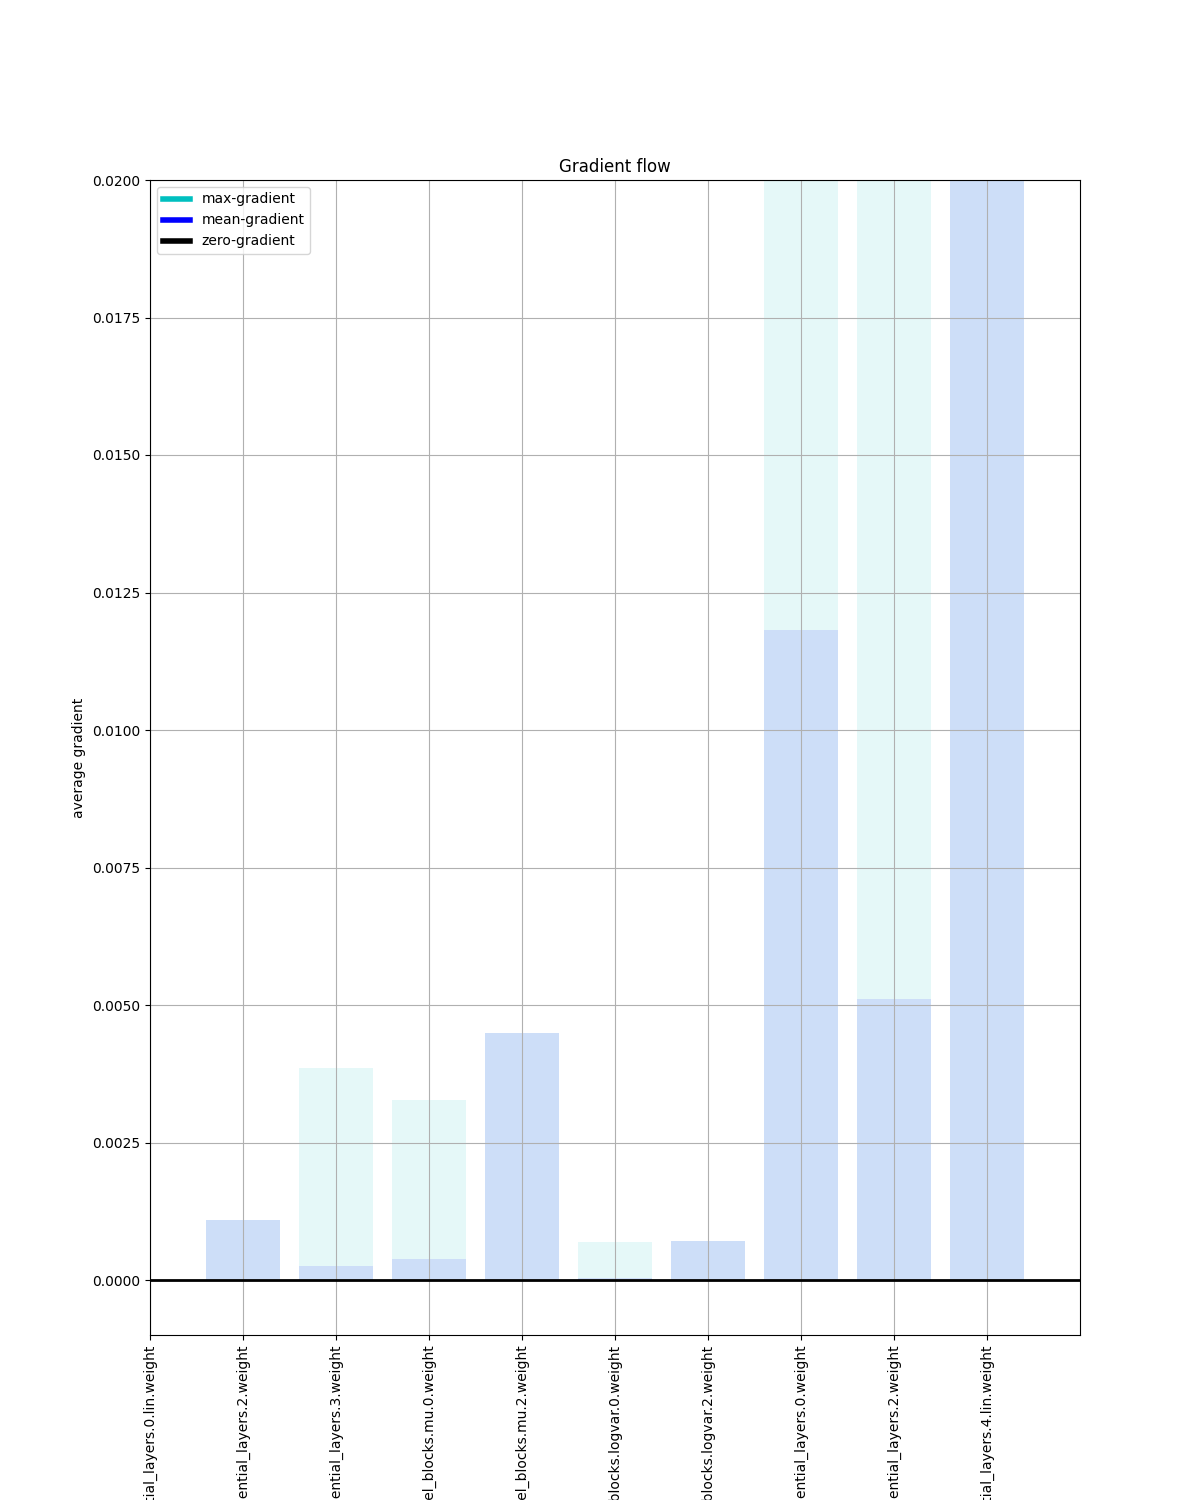 Gradient flow
max-gradient
mean-gradient
zero-gradient
0.0200
0.0175
0.0150
0.0125
0.0100
0.0075
0.0050
0.0025
0.0000
average gradient
tial_layers.0.lin.weight
ential_layers.2.weight
ential_layers.3.weight
el_blocks.mu.0.weight
el_blocks.mu.2.weight
blocks.logvar.0.weight
blocks.logvar.2.weight
ential_layers.0.weight
ential_layers.2.weight
tial_layers.4.lin.weight